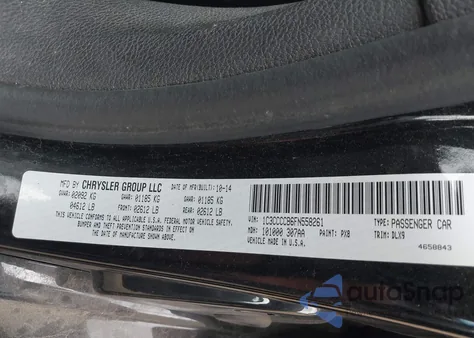 MFD BY CHRYSLER GROUP LLC DATE OF MFR(BUILT): 10-14
GVWR: 02092 KG GAWR: 01185 KG GAWR: 01185 KG
04612 LB FRONT: 02612 LB REAR: 02612 LB
THIS VEHICLE CONFORMS TO ALL APPLICABLE U.S.A. FEDERAL MOTOR VEHICLE SAFETY,
BUMPER AND THEFT PREVENTION STANDARDS IN EFFECT ON THE
DATE OF MANUFACTURE SHOWN ABOVE.
VIN: 1C3CCCCB6FN558261 TYPE: PASSENGER CAR
MDH: 101000 307AA PAINT: PX8 TRIM: DLX9
VEHICLE MADE IN U.S.A. 4658843
autoSnap